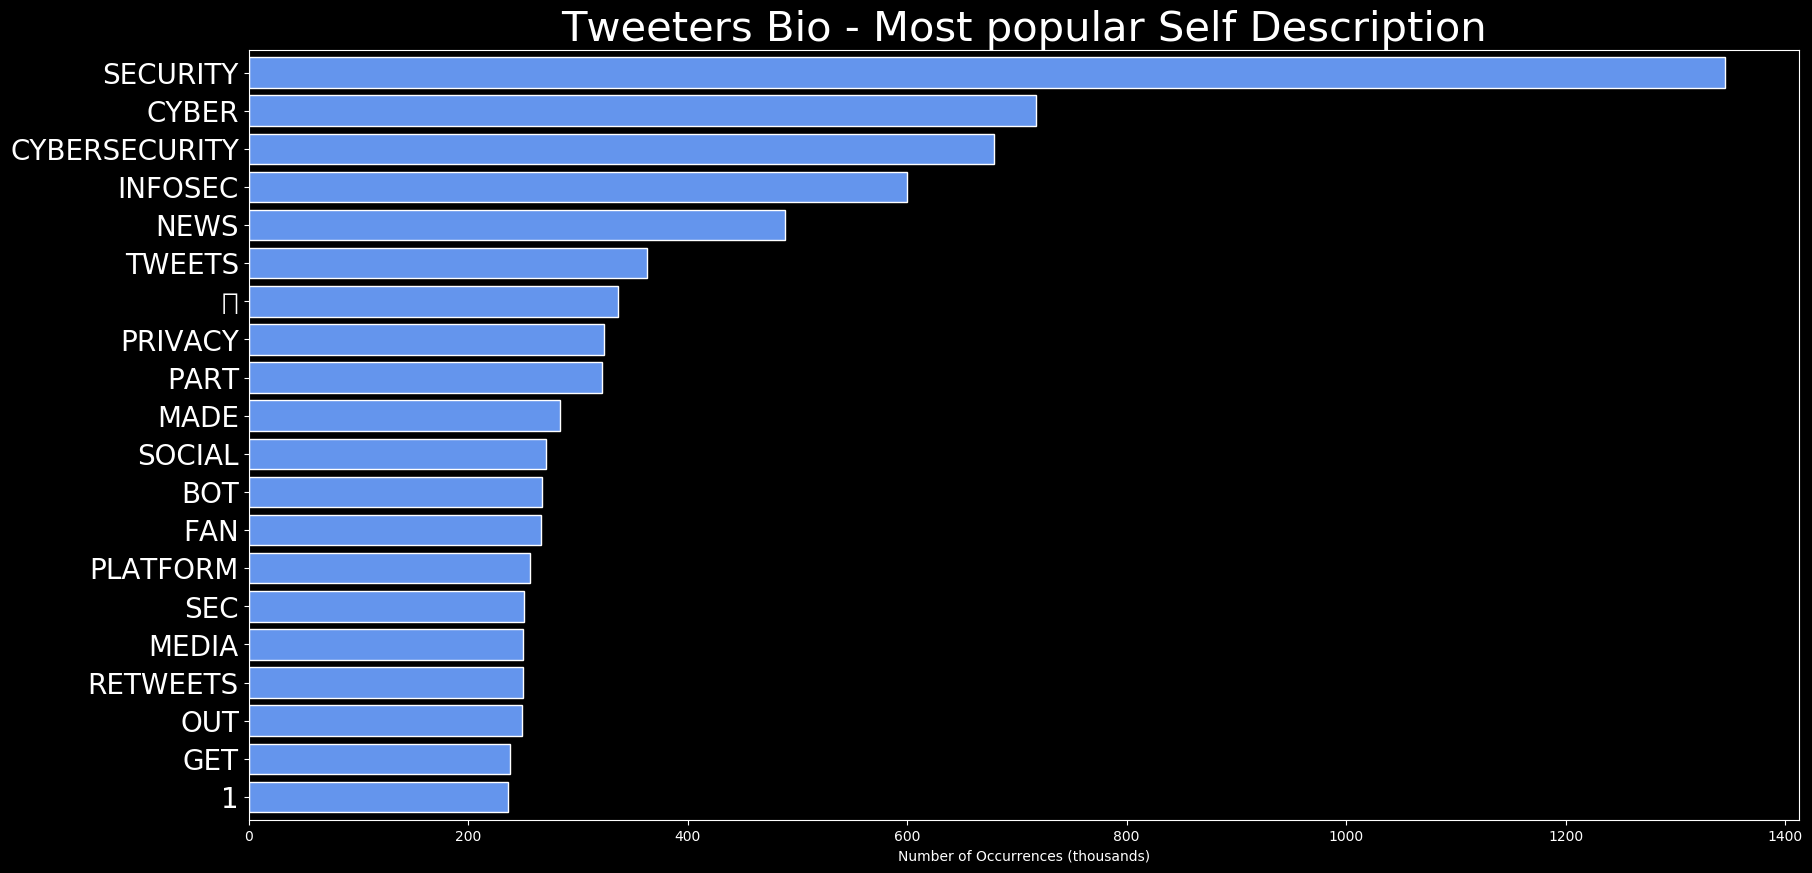 Tweeters Bio - Most popular Self Description
SECURITY
CYBER
CYBERSECURITY
INFOSEC
NEWS
TWEETS
PRIVACY
PART
MADE
SOCIAL
BOT
FAN
PLATFORM
SEC
MEDIA
RETWEETS
OUT
GET
1
0 200 400 600 800 1000 1200 1400
Number of Occurrences (thousands)